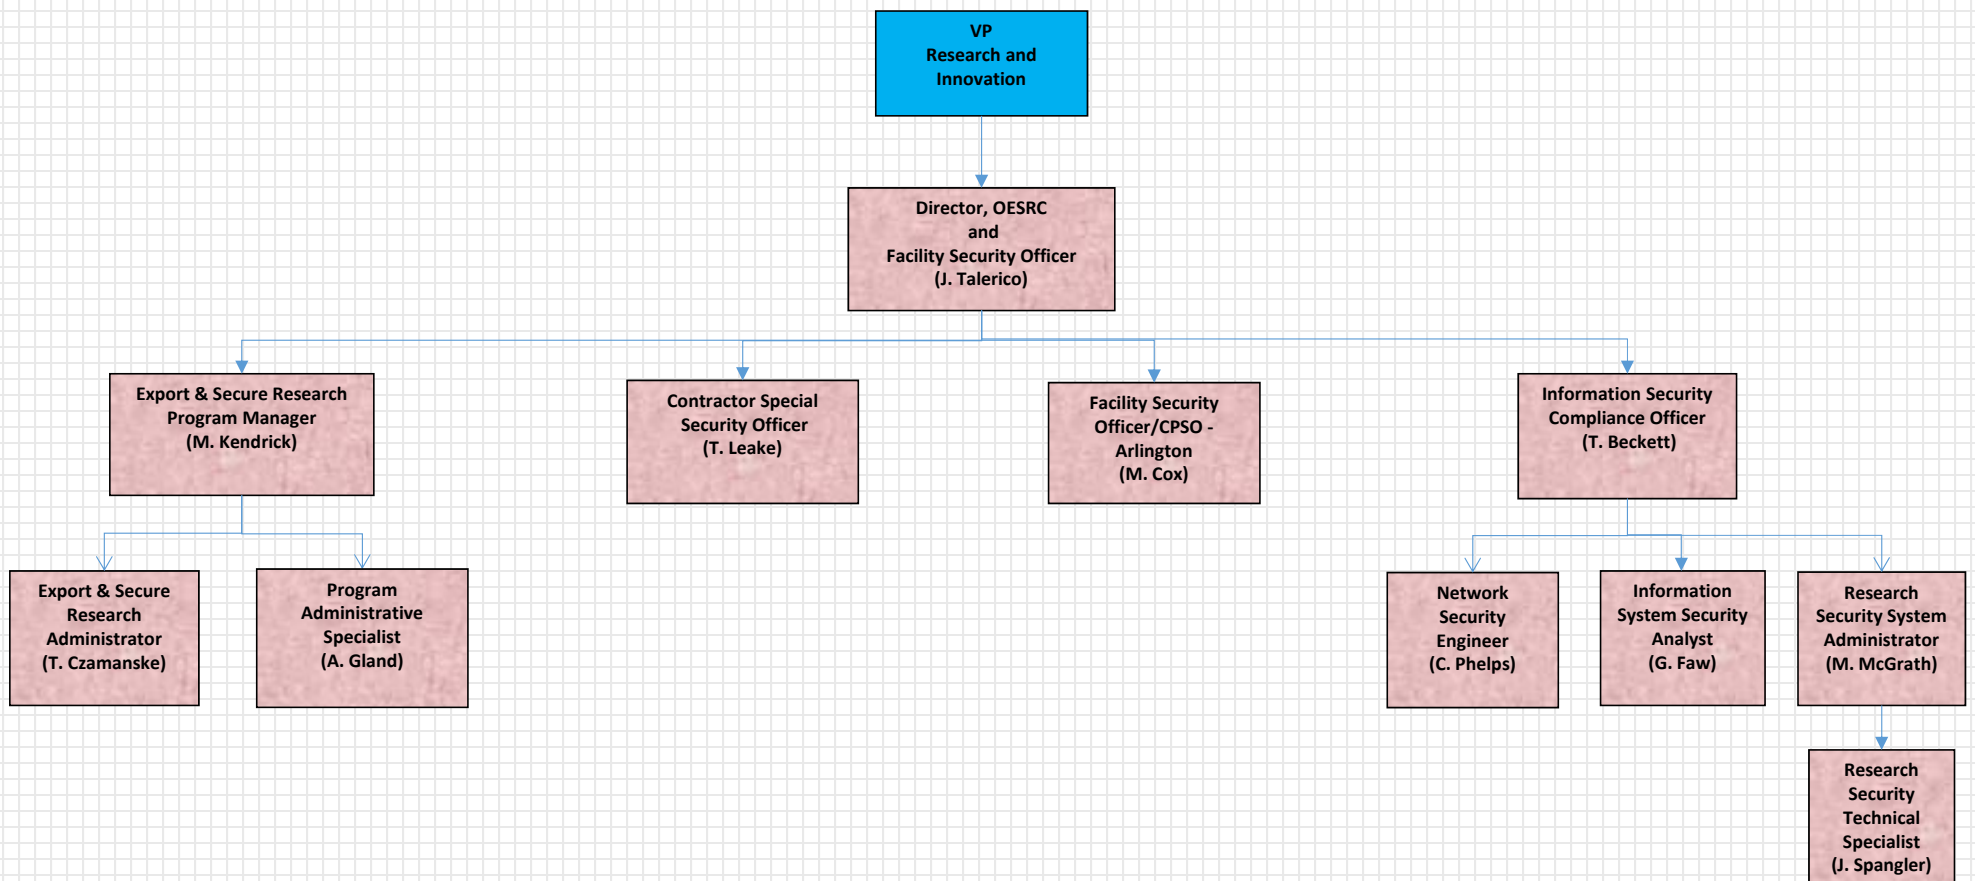 VP
Research and
Innovation
Director, OESRC
and
Facility Security Officer
(J. Talerico)
Export & Secure Research
Program Manager
(M. Kendrick)
Contractor Special
Security Officer
(T. Leake)
Facility Security
Officer/CPSO -
Arlington
(M. Cox)
Information Security
Compliance Officer
(T. Beckett)
Export & Secure
Research
Administrator
(T. Czamanske)
Program
Administrative
Specialist
(A. Gland)
Network
Security
Engineer
(C. Phelps)
Information
System Security
Analyst
(G. Faw)
Research
Security System
Administrator
(M. McGrath)
Research
Security
Technical
Specialist
(J. Spangler)